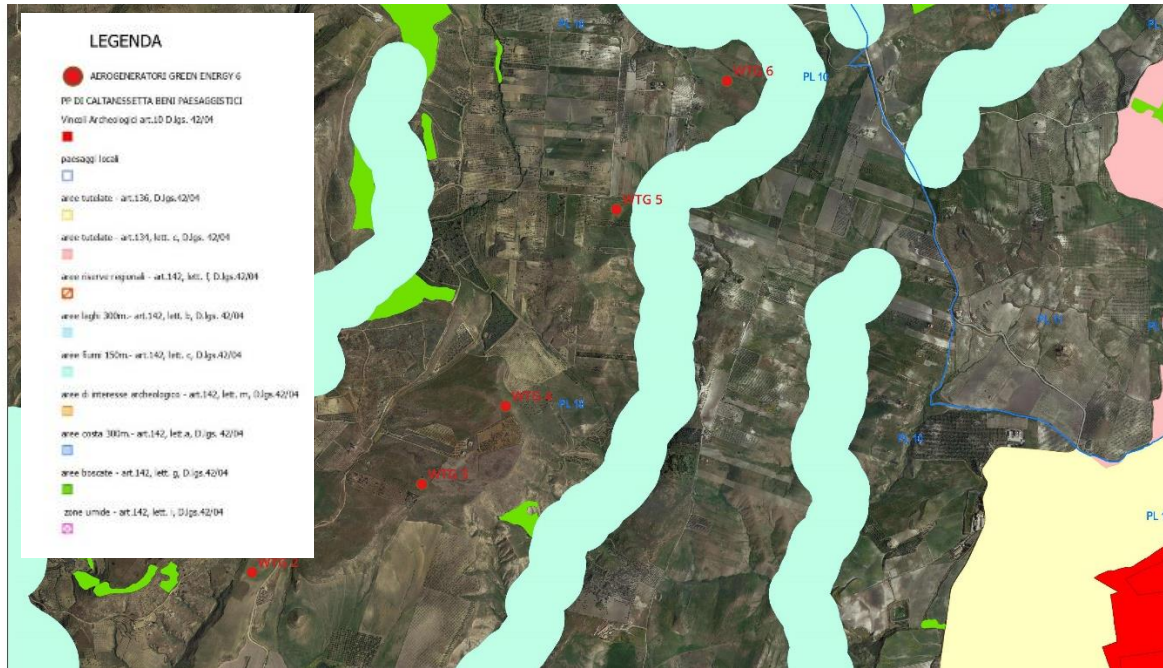 LEGENDA
AEROGENERATORI GREEN ENERGY 6
PP DI CALTANISSETTA BENI PAESAGGISTICI
Vincoli Archeologici art.10 D.lgs. 42/04
paesaggi locali
aree tutelate - art.136, D.lgs.42/04
aree tutelate - art.134, lett. c, D.lgs. 42/04
aree riserve regionali - art.142, lett. f, D.lgs.42/04
aree laghi 300m.- art.142, lett. b, D.lgs. 42/04
aree fiumi 150m.- art.142, lett. c, D.lgs.42/04
aree di interesse archeologico - art.142, lett. m, D.lgs.42/04
aree costa 300m.- art.142, lett.a, D.lgs. 42/04
aree boscate - art.142, lett. g, D.lgs.42/04
zone umide - art.142, lett. i, D.lgs.42/04
PL 10
WTG 6
PL 10
WTG 5
WTG 4
PL 10
PL 10
WTG 3
WTG 2
PL